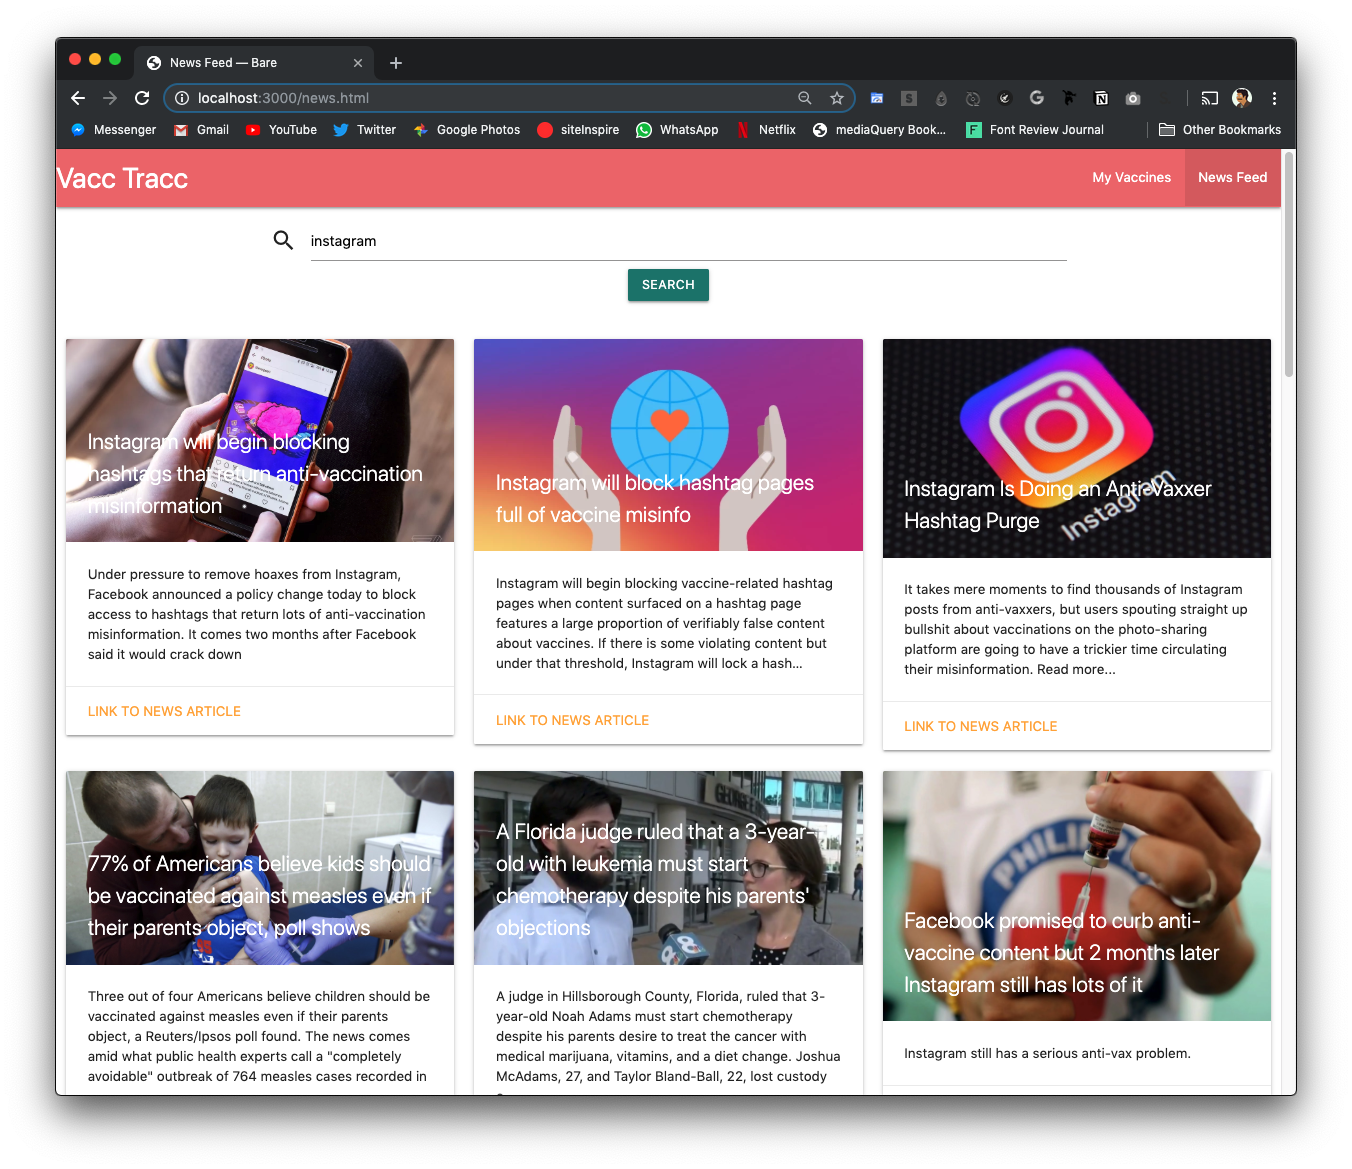 News Feed — Bare
localhost:3000/news.html
Messenger
Gmail
YouTube
Twitter
Google Photos
siteInspire
WhatsApp
Netflix
mediaQuery Book...
Font Review Journal
Other Bookmarks
Vacc Tracc
My Vaccines
News Feed
instagram
SEARCH
Instagram will begin blocking
hashtags that return anti-vaccination
misinformation
Under pressure to remove hoaxes from Instagram,
Facebook announced a policy change today to block
access to hashtags that return lots of anti-vaccination
misinformation. It comes two months after Facebook
said it would crack down
LINK TO NEWS ARTICLE
Instagram will block hashtag pages
full of vaccine misinfo
Instagram will begin blocking vaccine-related hashtag
pages when content surfaced on a hashtag page
features a large proportion of verifiably false content
about vaccines. If there is some violating content but
under that threshold, Instagram will lock a hash...
LINK TO NEWS ARTICLE
Instagram
Instagram Is Doing an Anti-Vaxxer
Hashtag Purge
It takes mere moments to find thousands of Instagram
posts from anti-vaxxers, but users spouting straight up
bullshit about vaccinations on the photo-sharing
platform are going to have a trickier time circulating
their misinformation. Read more...
LINK TO NEWS ARTICLE
77% of Americans believe kids should
be vaccinated against measles even if
their parents object, poll shows
Three out of four Americans believe children should be
vaccinated against measles even if their parents
object, a Reuters/Ipsos poll found. The news comes
amid what public health experts call a "completely
avoidable" outbreak of 764 measles cases recorded in
GEORGE E
8
A Florida judge ruled that a 3-year-
old with leukemia must start
chemotherapy despite his parents'
objections
A judge in Hillsborough County, Florida, ruled that 3-
year-old Noah Adams must start chemotherapy
despite his parents desire to treat the cancer with
medical marijuana, vitamins, and a diet change. Joshua
McAdams, 27, and Taylor Bland-Ball, 22, lost custody
PHILIPP
Facebook promised to curb anti-
vaccine content but 2 months later
Instagram still has lots of it
Instagram still has a serious anti-vax problem.